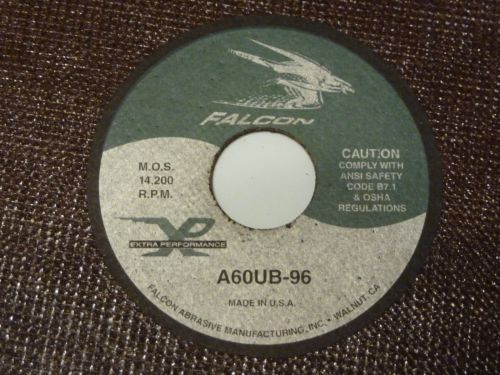 FALCON
M.O.S.
14,200
R.P.M.
CAUTION
COMPLY WITH
ANSI SAFETY
CODE B7.1
& OSHA
REGULATIONS
XP
EXTRA PERFORMANCE
A60UB-96
MADE IN U.S.A.
FALCON ABRASIVE MANUFACTURING, INC. • WALNUT, CA